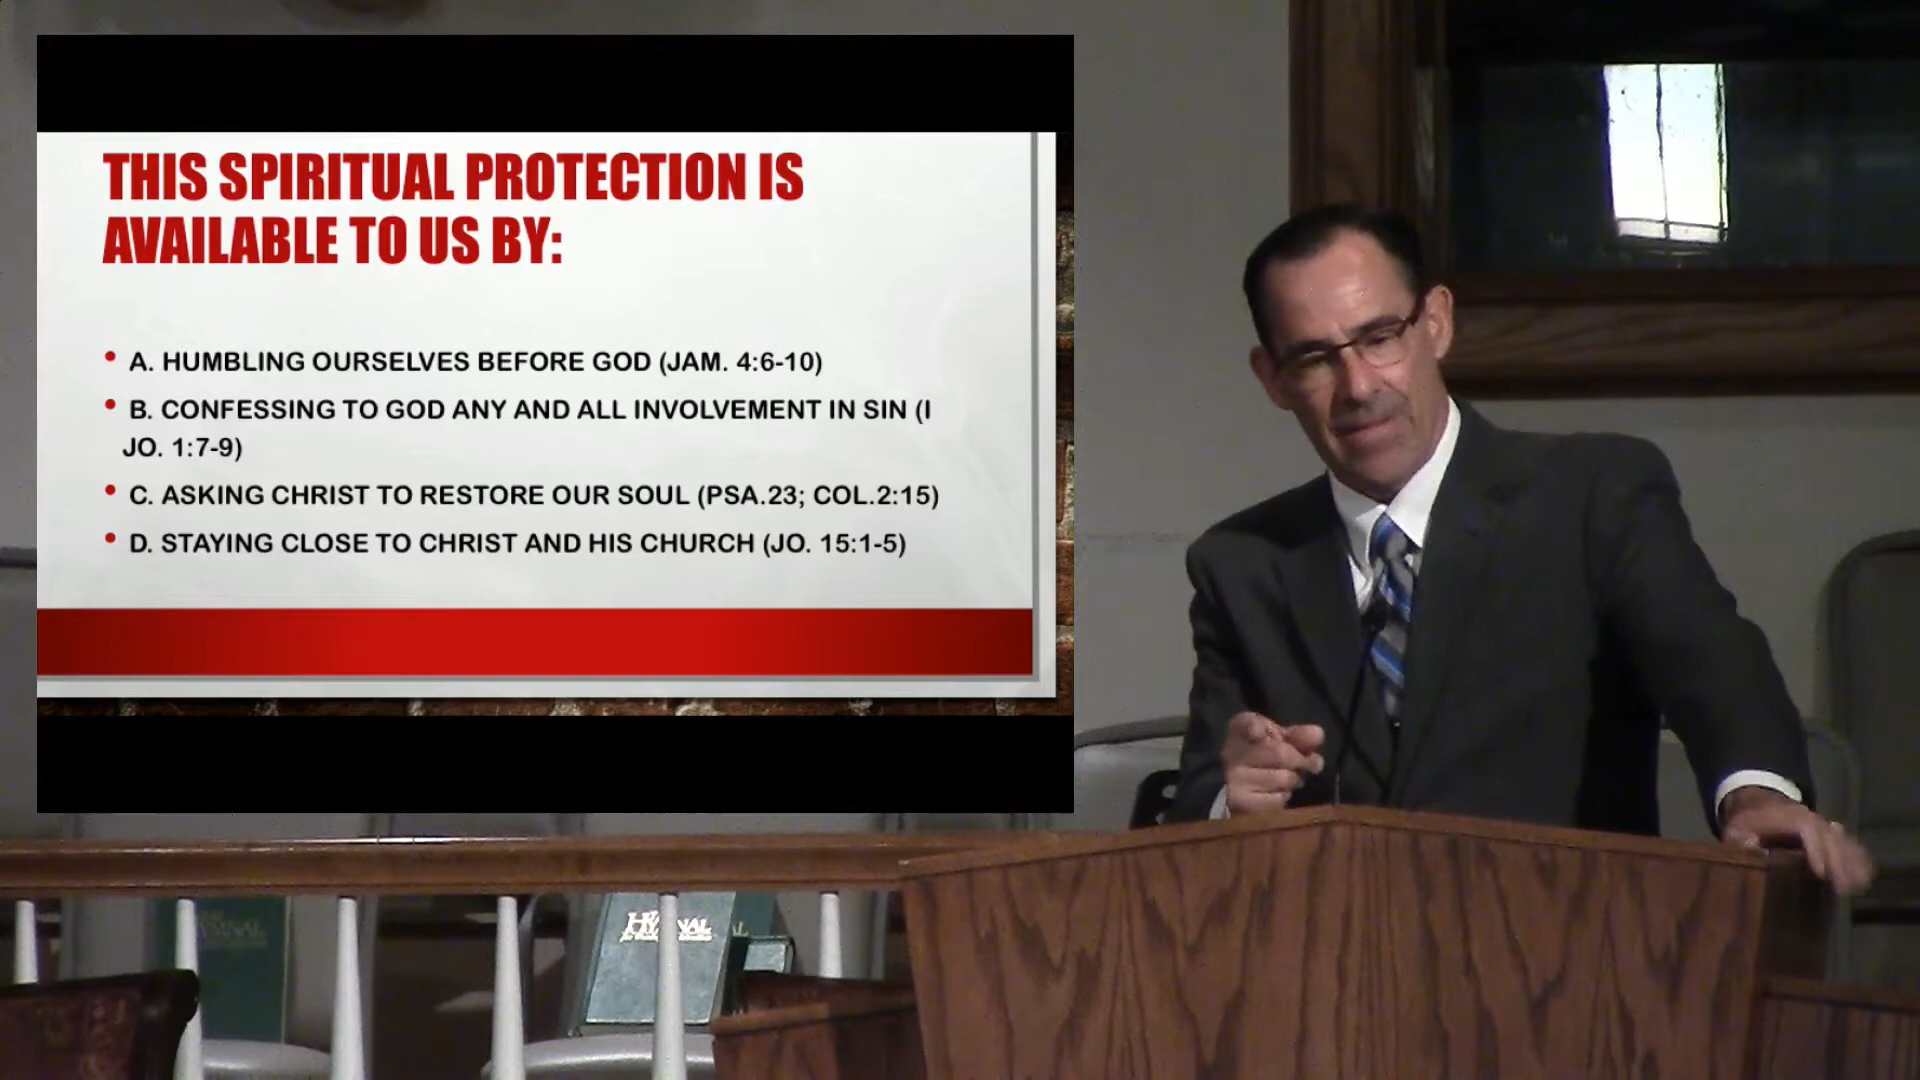 THIS SPIRITUAL PROTECTION IS
AVAILABLE TO US BY:
• A. HUMBLING OURSELVES BEFORE GOD (JAM. 4:6-10)
• B. CONFESSING TO GOD ANY AND ALL INVOLVEMENT IN SIN (I
JO. 1:7-9)
• C. ASKING CHRIST TO RESTORE OUR SOUL (PSA.23; COL.2:15)
• D. STAYING CLOSE TO CHRIST AND HIS CHURCH (JO. 15:1-5)